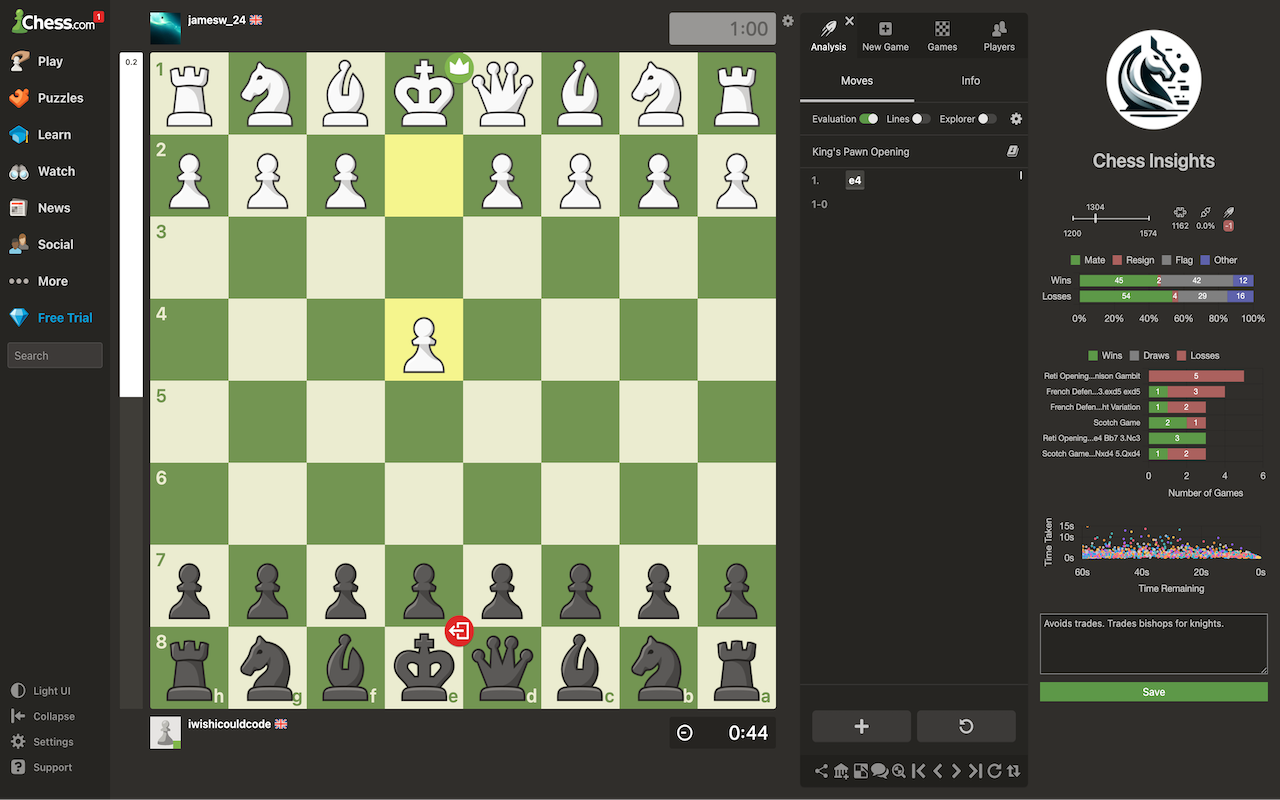 Chess.com
1
Play
Puzzles
Learn
Watch
News
Social
More
Free Trial
Search
Light UI
Collapse
Settings
Support
0.2
jamesw_24
1:00
1
2
3
4
5
6
7
8
h g f e d c b a
iwishicouldcode
0:44
Analysis
New Game
Games
Players
Moves
Info
Evaluation
Lines
Explorer
King's Pawn Opening
1. e4
1-0
Chess Insights
1304
1200 1574
1162 0.0% -1
Mate Resign Flag Other
Wins 45 2 42 12
Losses 54 4 29 16
0% 20% 40% 60% 80% 100%
Wins Draws Losses
Reti Opening...nison Gambit 5
French Defen...3.exd5 exd5 1 3
French Defen...ht Variation 1 2
Scotch Game 2 1
Reti Opening...e4 Bb7 3.Nc3 3
Scotch Game...Nxd4 5.Qxd4 1 2
0 2 4 6
Number of Games
Time Taken
15s
10s
0s
60s 40s 20s 0s
Time Remaining
Avoids trades. Trades bishops for knights.
Save